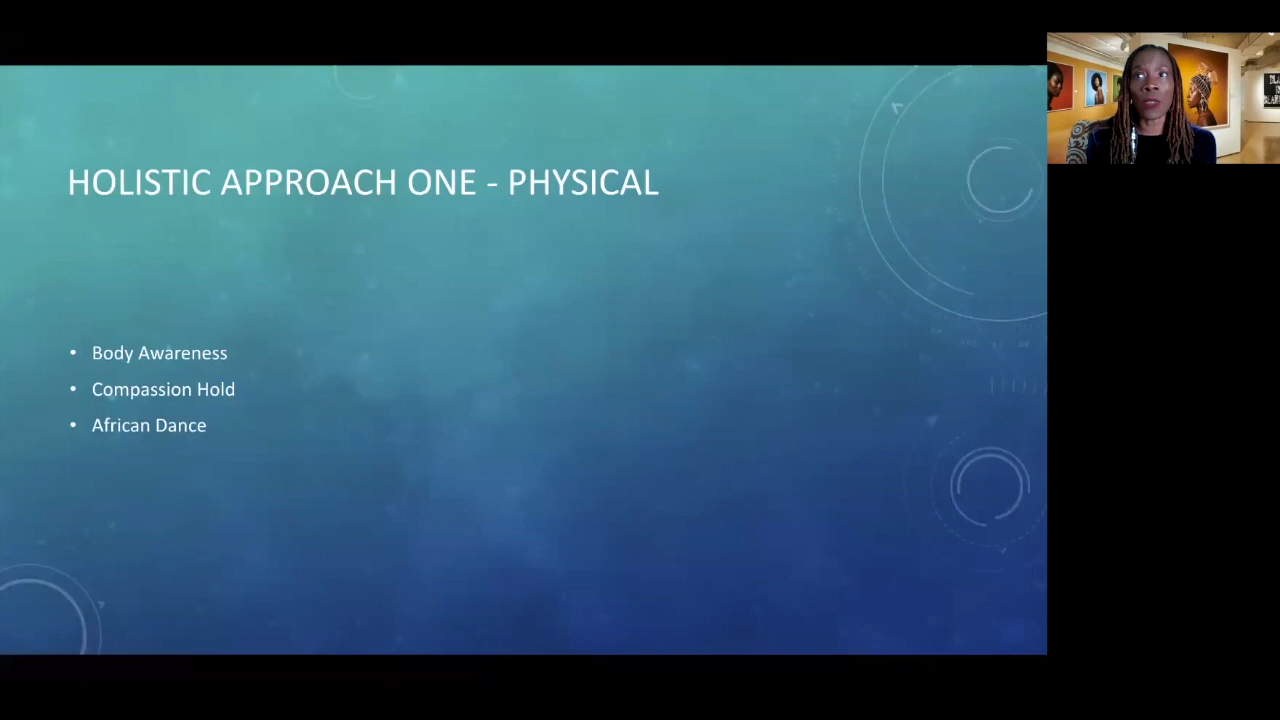 HOLISTIC APPROACH ONE - PHYSICAL
• Body Awareness
• Compassion Hold
• African Dance